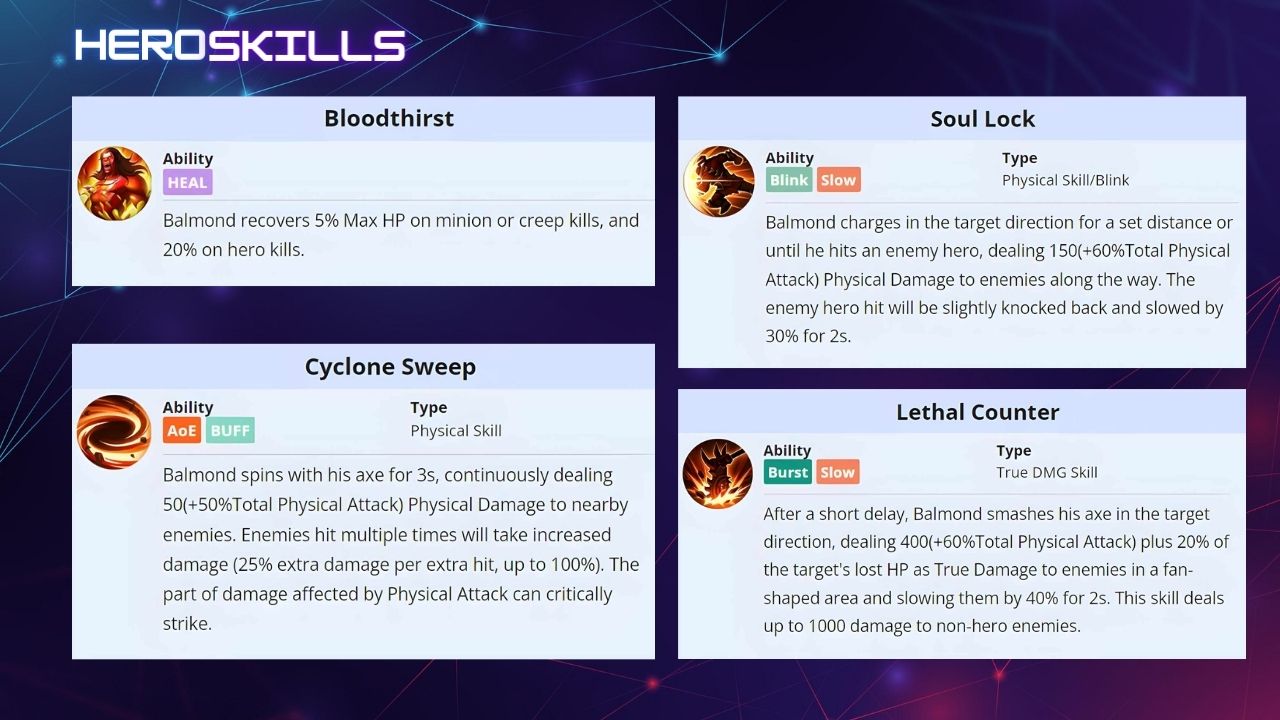 HEROSKILLS
Bloodthirst
Ability
HEAL
Balmond recovers 5% Max HP on minion or creep kills, and
20% on hero kills.
Soul Lock
Ability
Type
Blink
Slow
Physical Skill/Blink
Balmond charges in the target direction for a set distance or
until he hits an enemy hero, dealing 150(+60%Total Physical
Attack) Physical Damage to enemies along the way. The
enemy hero hit will be slightly knocked back and slowed by
30% for 2s.
Cyclone Sweep
Ability
Type
AoE
BUFF
Physical Skill
Balmond spins with his axe for 3s, continuously dealing
50(+50%Total Physical Attack) Physical Damage to nearby
enemies. Enemies hit multiple times will take increased
damage (25% extra damage per extra hit, up to 100%). The
part of damage affected by Physical Attack can critically
strike.
Lethal Counter
Ability
Type
Burst
Slow
True DMG Skill
After a short delay, Balmond smashes his axe in the target
direction, dealing 400(+60%Total Physical Attack) plus 20% of
the target's lost HP as True Damage to enemies in a fan-
shaped area and slowing them by 40% for 2s. This skill deals
up to 1000 damage to non-hero enemies.